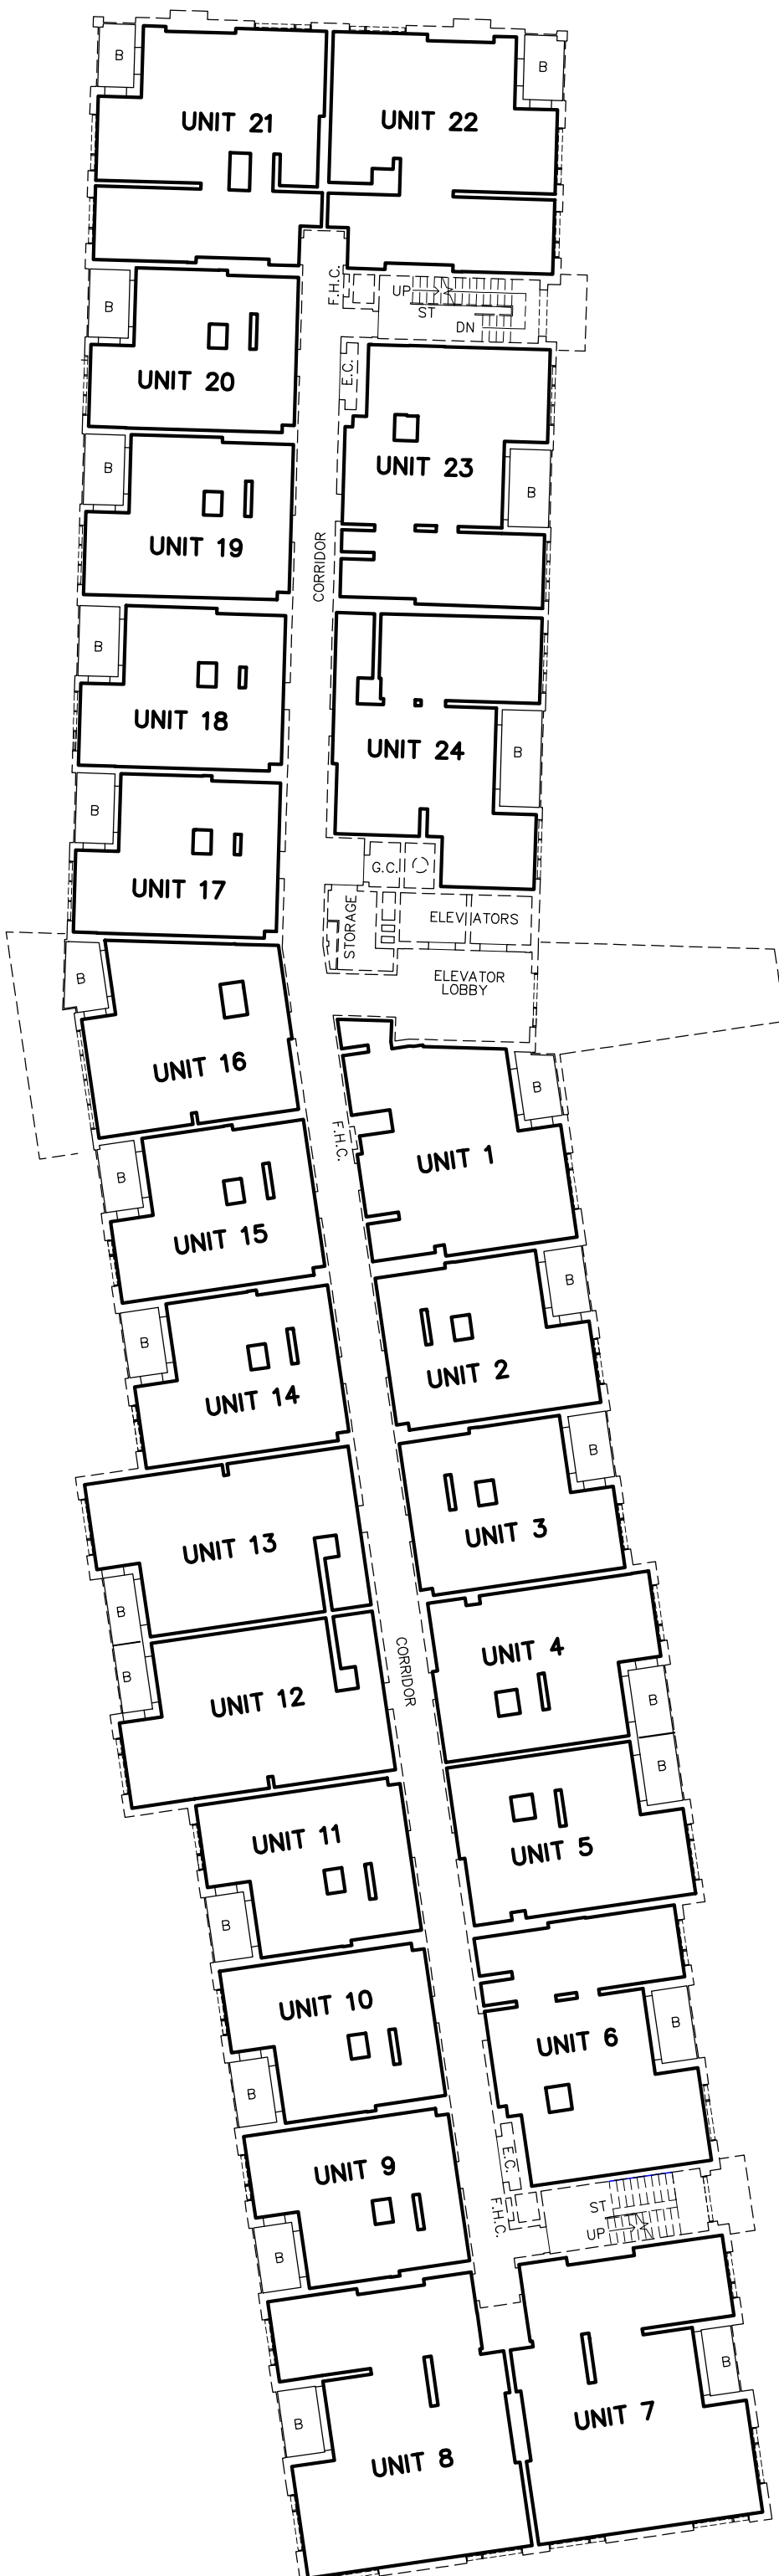 B
B
UNIT 21
UNIT 22
F.H.C.
UP
ST
DN
B
E.C.
UNIT 20
UNIT 23
B
B
UNIT 19
CORRIDOR
B
UNIT 18
UNIT 24
B
B
G.C.
UNIT 17
STORAGE
ELEVATORS
B
ELEVATOR
LOBBY
UNIT 16
B
F.H.C.
UNIT 1
B
UNIT 15
B
B
UNIT 2
UNIT 14
B
UNIT 3
UNIT 13
B
B
UNIT 4
CORRIDOR
B
UNIT 12
B
B
UNIT 11
UNIT 5
B
UNIT 10
B
UNIT 6
B
E.C.
UNIT 9
F.H.C.
ST
UP
B
B
UNIT 7
B
UNIT 8